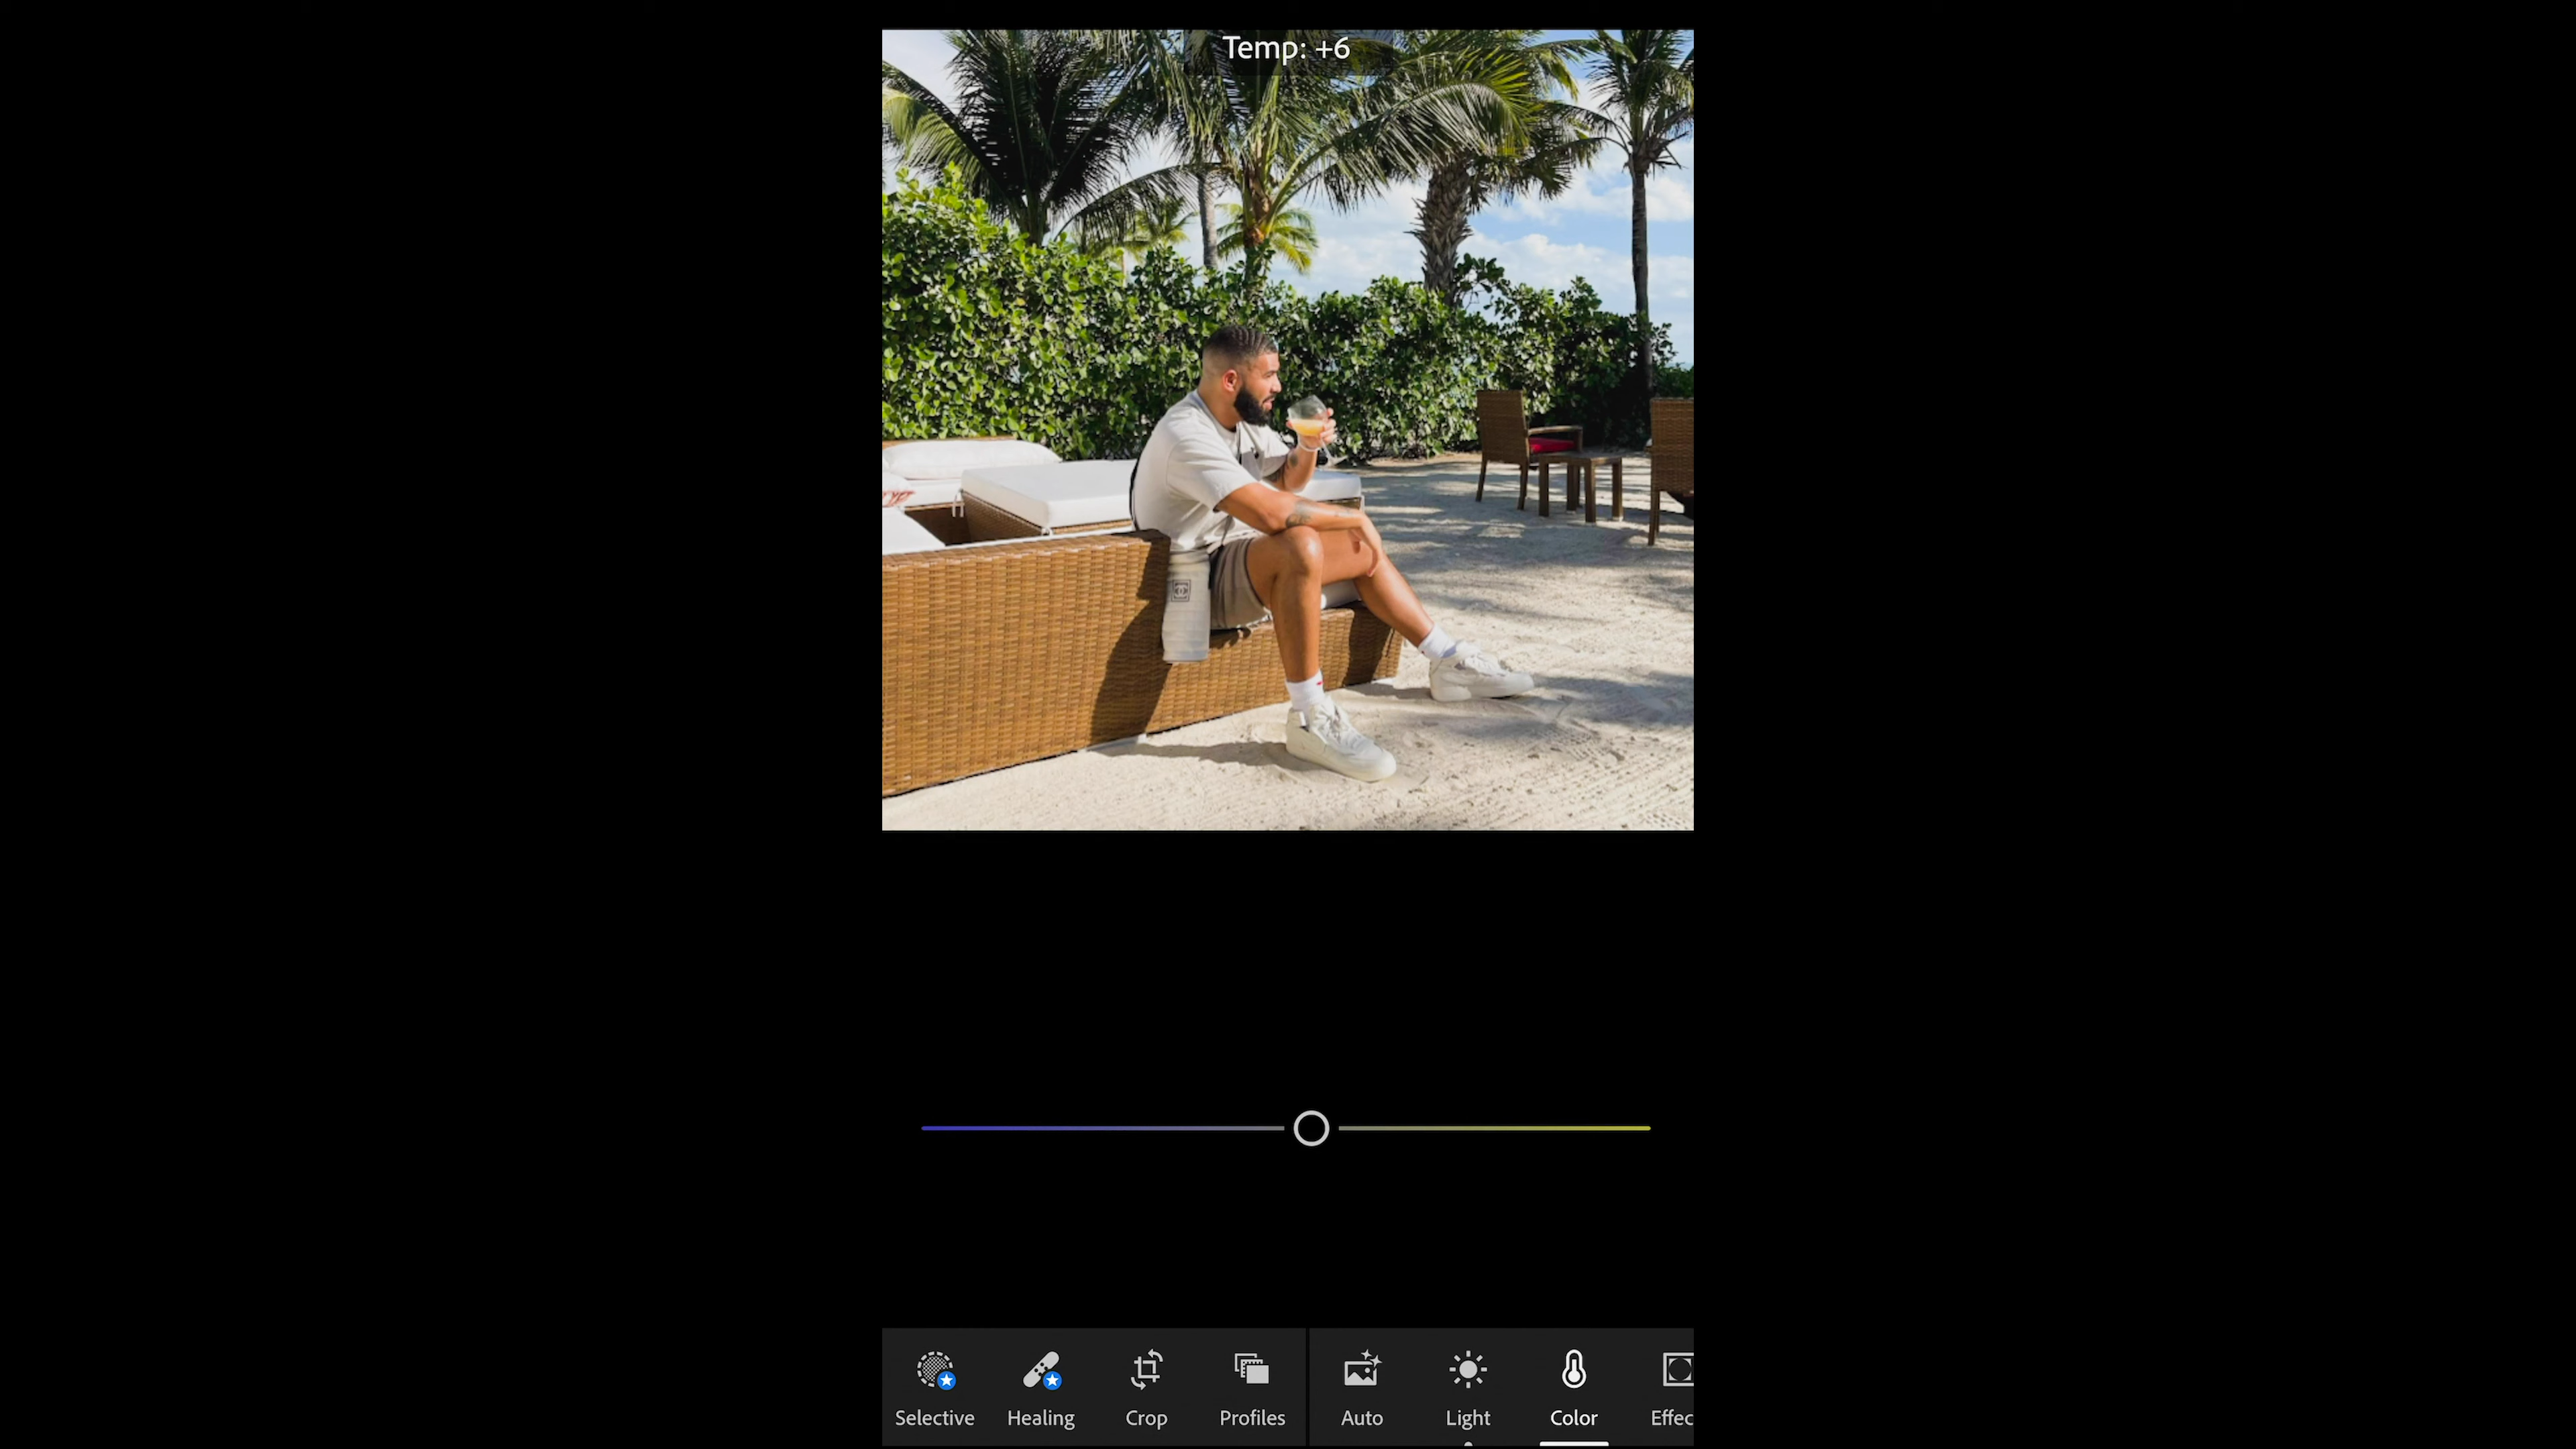 Temp: +6
Selective
Healing
Crop
Profiles
Auto
Light
Color
Effec